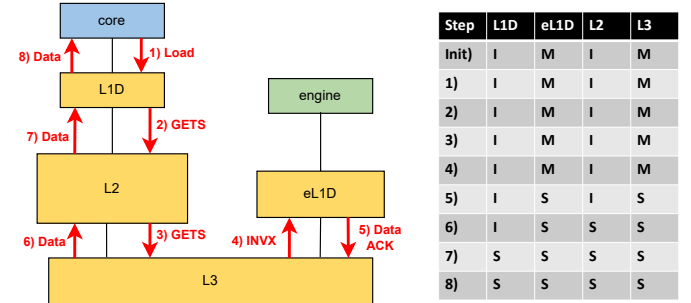 core
8) Data
1) Load
L1D
engine
7) Data
2) GETS
L2
eL1D
6) Data
3) GETS
4) INVX
5) Data
ACK
L3
Step L1D eL1D L2 L3
Init) I M I M
1) I M I M
2) I M I M
3) I M I M
4) I M I M
5) I S I S
6) I S S S
7) S S S S
8) S S S S